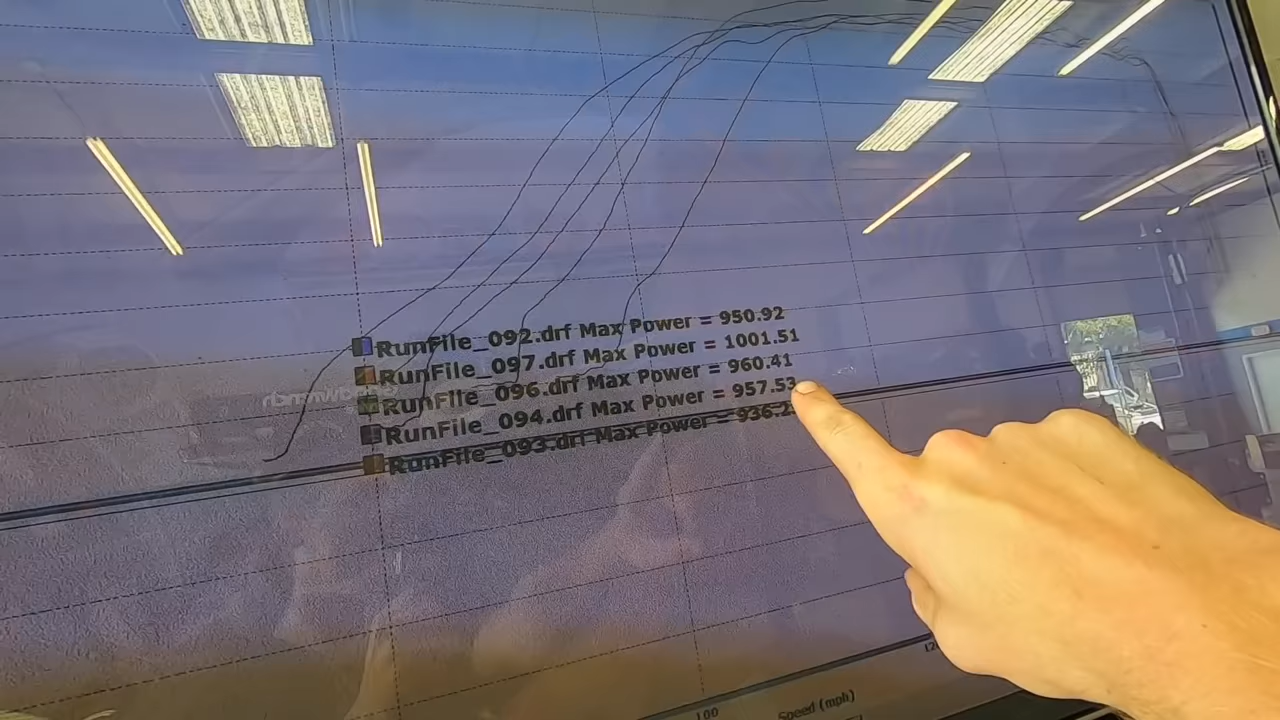 RunFile_092.drf Max Power = 950.92
RunFile_097.drf Max Power = 1001.51
RunFile_096.drf Max Power = 960.41
RunFile_094.drf Max Power = 957.53
RunFile_093.drf Max Power =
100
Speed (mph)